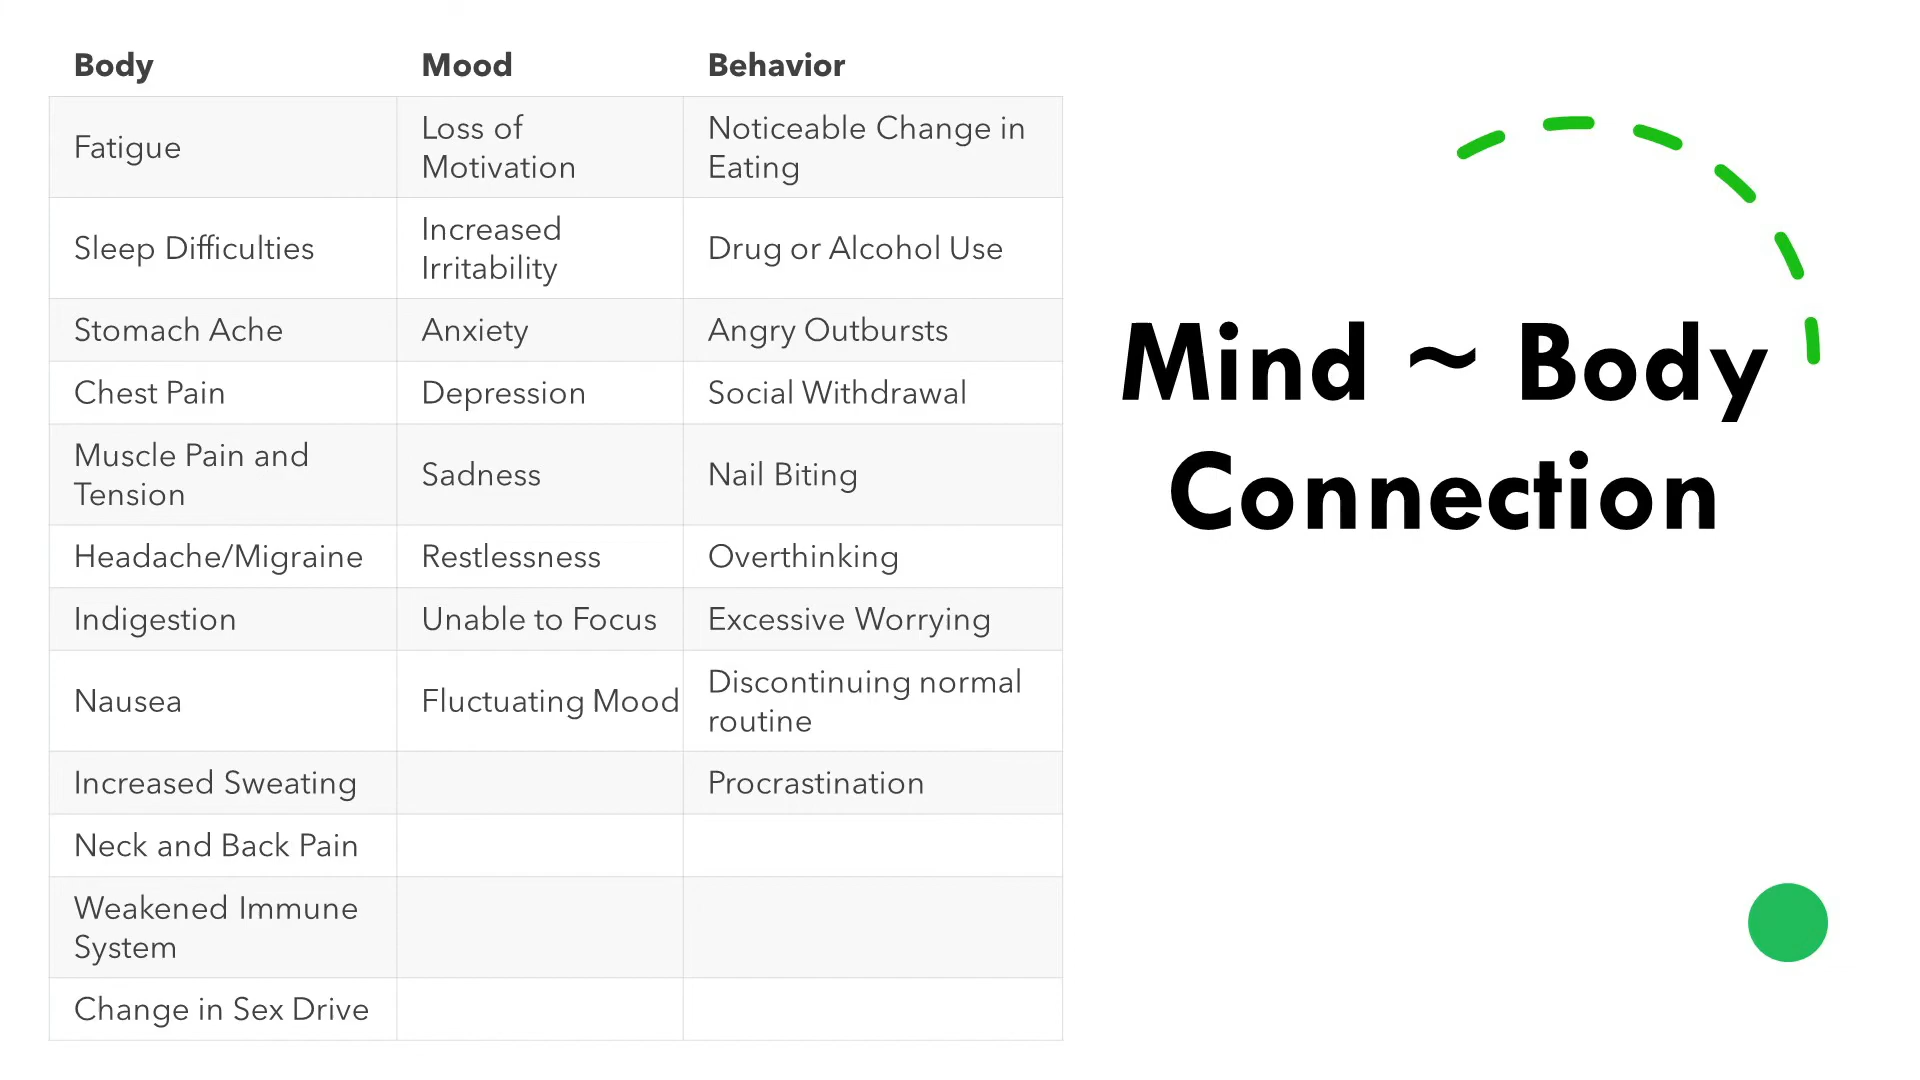 Body Mood Behavior
Fatigue Loss of Motivation Noticeable Change in Eating
Sleep Difficulties Increased Irritability Drug or Alcohol Use
Stomach Ache Anxiety Angry Outbursts
Chest Pain Depression Social Withdrawal
Muscle Pain and Tension Sadness Nail Biting
Headache/Migraine Restlessness Overthinking
Indigestion Unable to Focus Excessive Worrying
Nausea Fluctuating Mood Discontinuing normal routine
Increased Sweating Procrastination
Neck and Back Pain
Weakened Immune System
Change in Sex Drive
Mind ~ Body
Connection